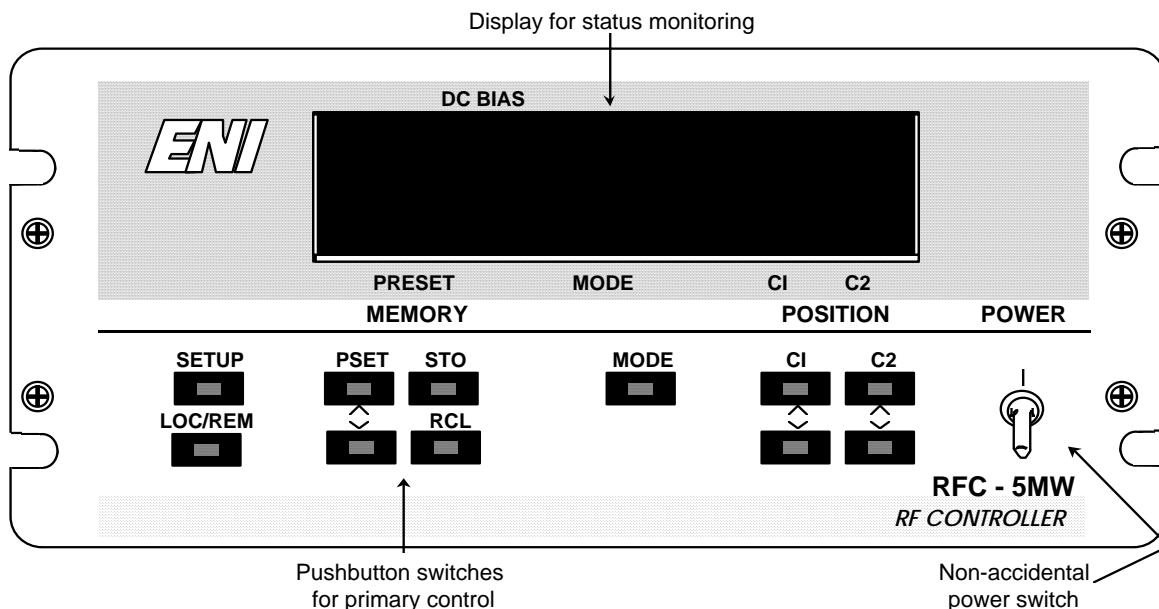 Display for status monitoring
DC BIAS
ENI
PRESET MODE CI C2
MEMORY POSITION POWER
SETUP PSET STO MODE CI C2
LOC/REM RCL
RFC - 5MW
RF CONTROLLER
Pushbutton switches
for primary control
Non-accidental
power switch